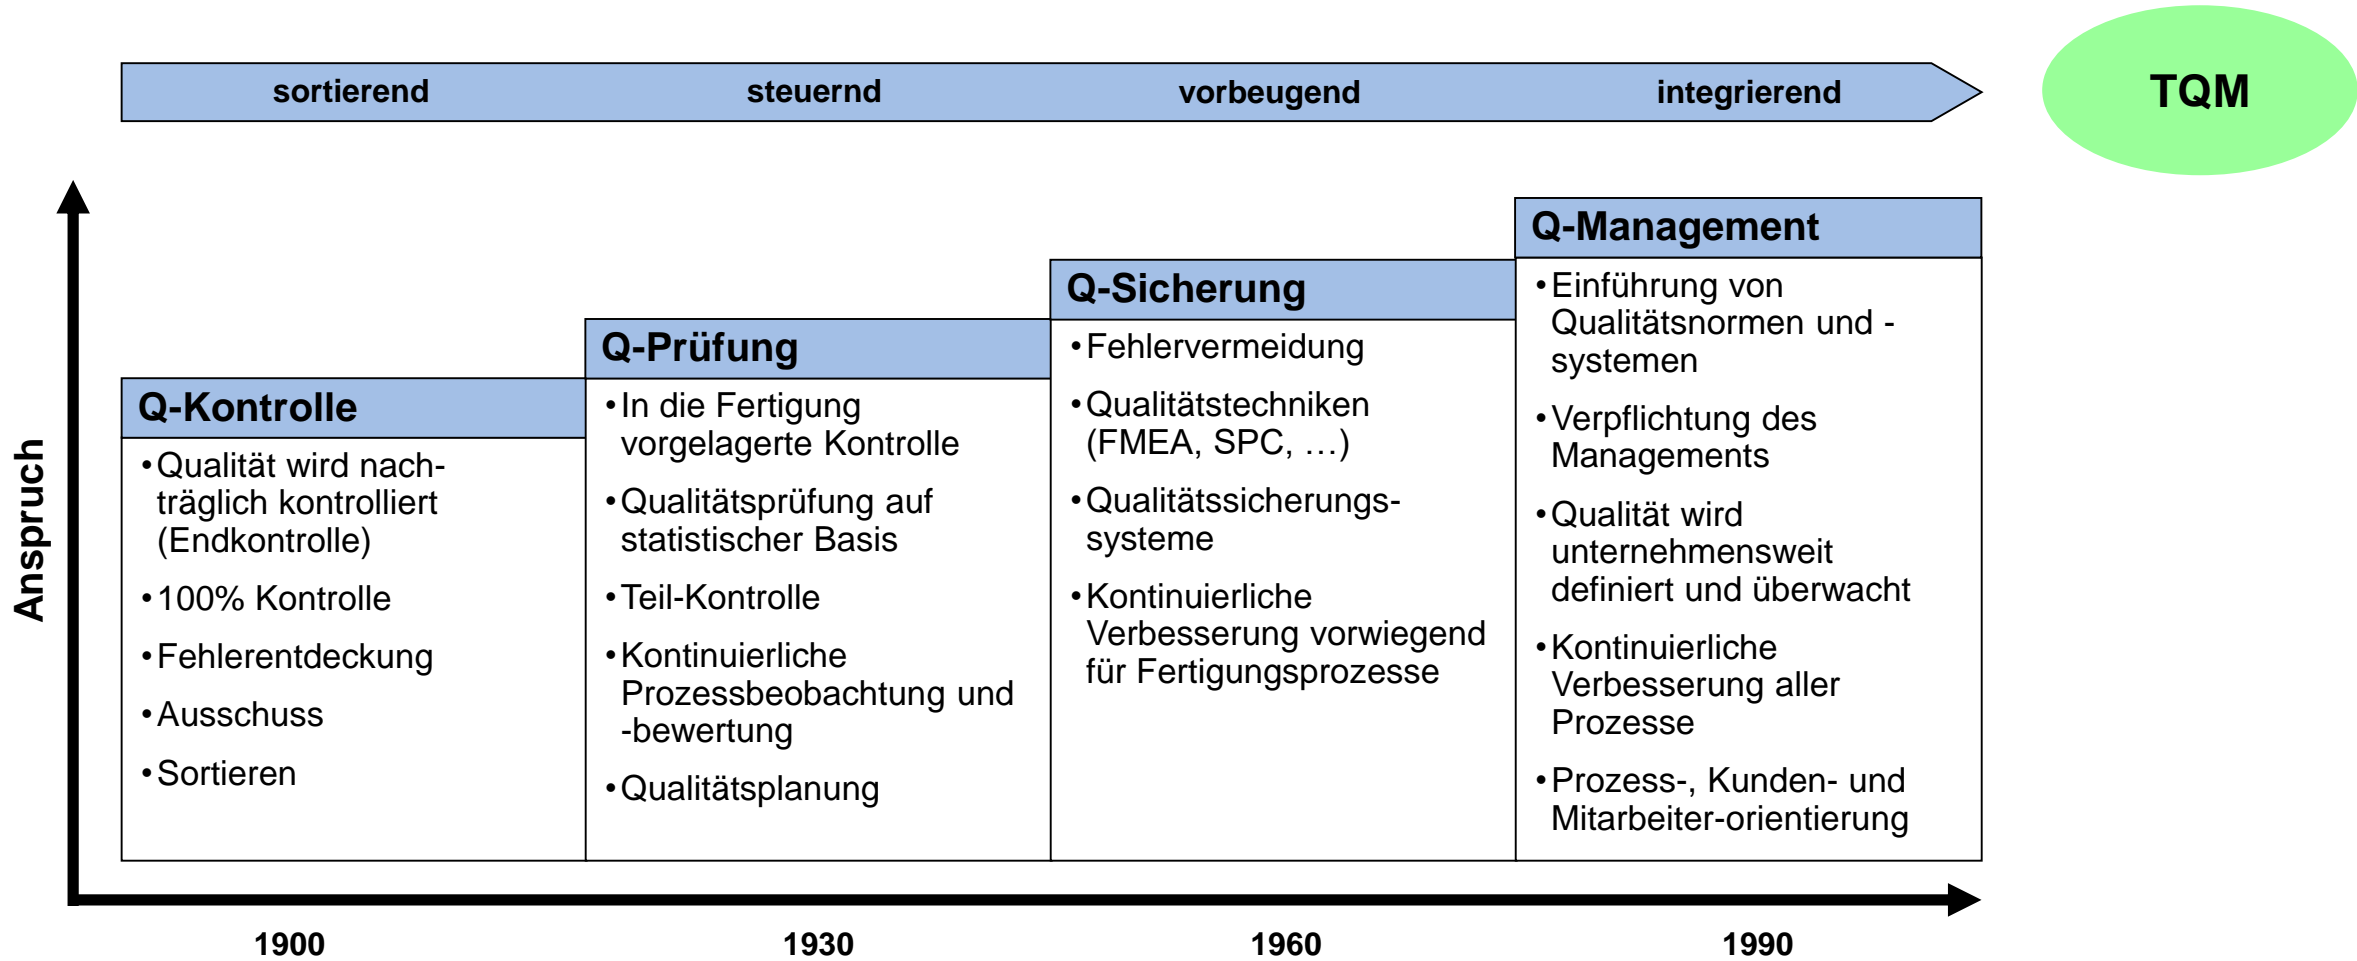 sortierend
steuernd
vorbeugend
integrierend
TQM
Anspruch
Q-Kontrolle
•Qualität wird nach-
träglich kontrolliert
(Endkontrolle)
•100% Kontrolle
•Fehlerentdeckung
•Ausschuss
•Sortieren
Q-Prüfung
•In die Fertigung
vorgelagerte Kontrolle
•Qualitätsprüfung auf
statistischer Basis
•Teil-Kontrolle
•Kontinuierliche
Prozessbeobachtung und
-bewertung
•Qualitätsplanung
Q-Sicherung
•Fehlervermeidung
•Qualitätstechniken
(FMEA, SPC, …)
•Qualitätssicherungs-
systeme
•Kontinuierliche
Verbesserung vorwiegend
für Fertigungsprozesse
Q-Management
•Einführung von
Qualitätsnormen und -
systemen
•Verpflichtung des
Managements
•Qualität wird
unternehmensweit
definiert und überwacht
•Kontinuierliche
Verbesserung aller
Prozesse
•Prozess-, Kunden- und
Mitarbeiter-orientierung
1900
1930
1960
1990